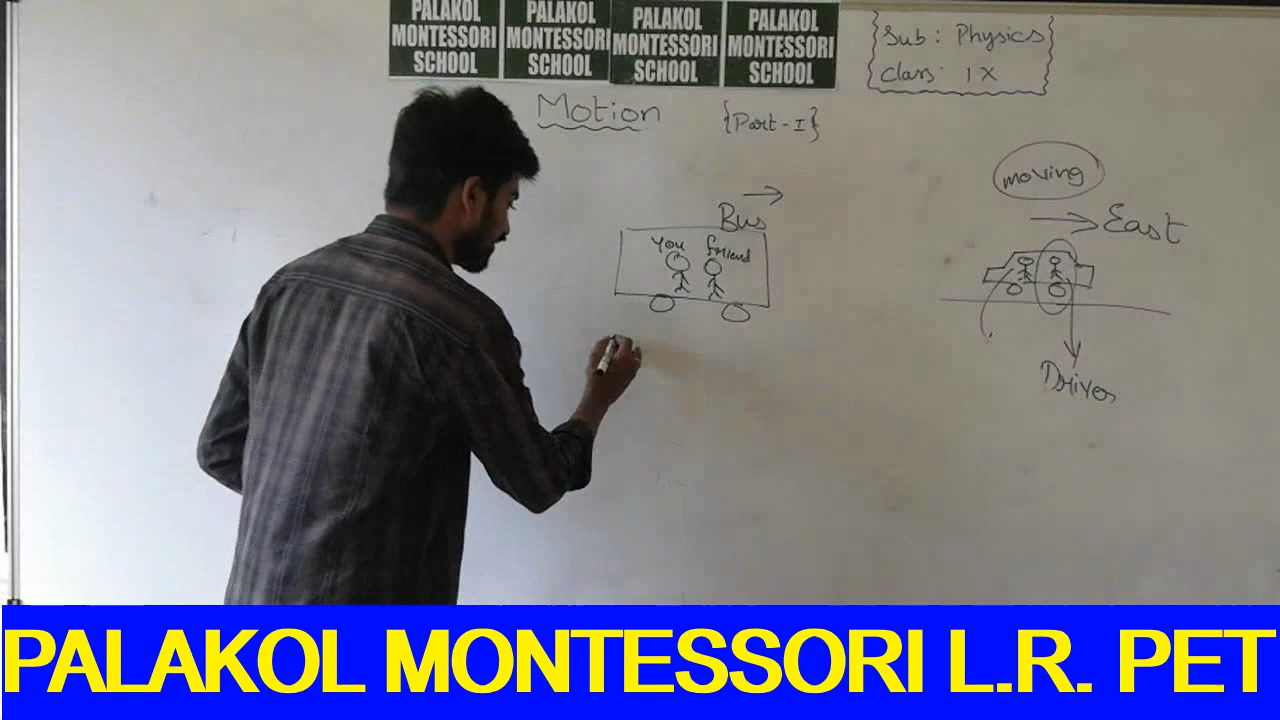 PALAKOL
MONTESSORI
SCHOOL
PALAKOL
MONTESSORI
SCHOOL
PALAKOL
MONTESSORI
SCHOOL
PALAKOL
MONTESSORI
SCHOOL
Sub : Physics
Class IX
Motion {Part-I}
moving
East
Bus
You friend
Driver
PALAKOL MONTESSORI L.R. PET